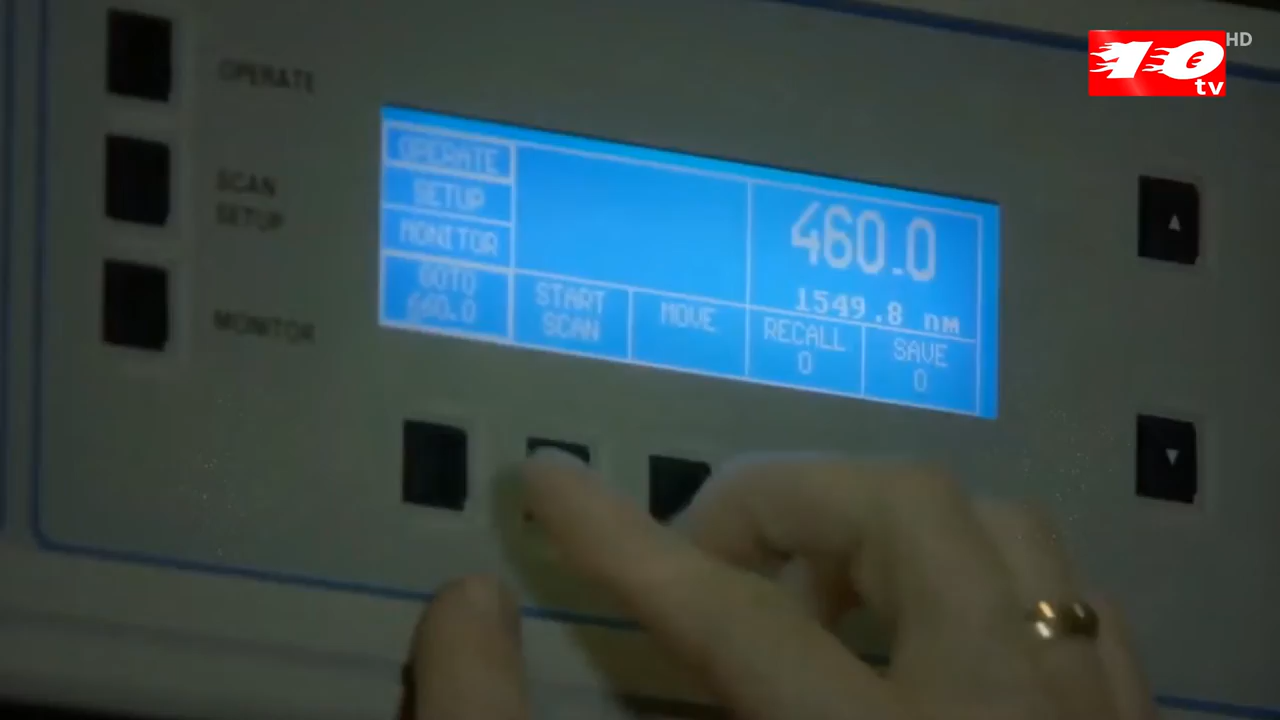 10
tv
HD
OPERATE
SCAN
SETUP
MONITOR
OPERATE
SETUP
MONITOR
GOTO
660.0
START
SCAN
MOVE
460.0
1549.8 nm
RECALL
0
SAVE
0